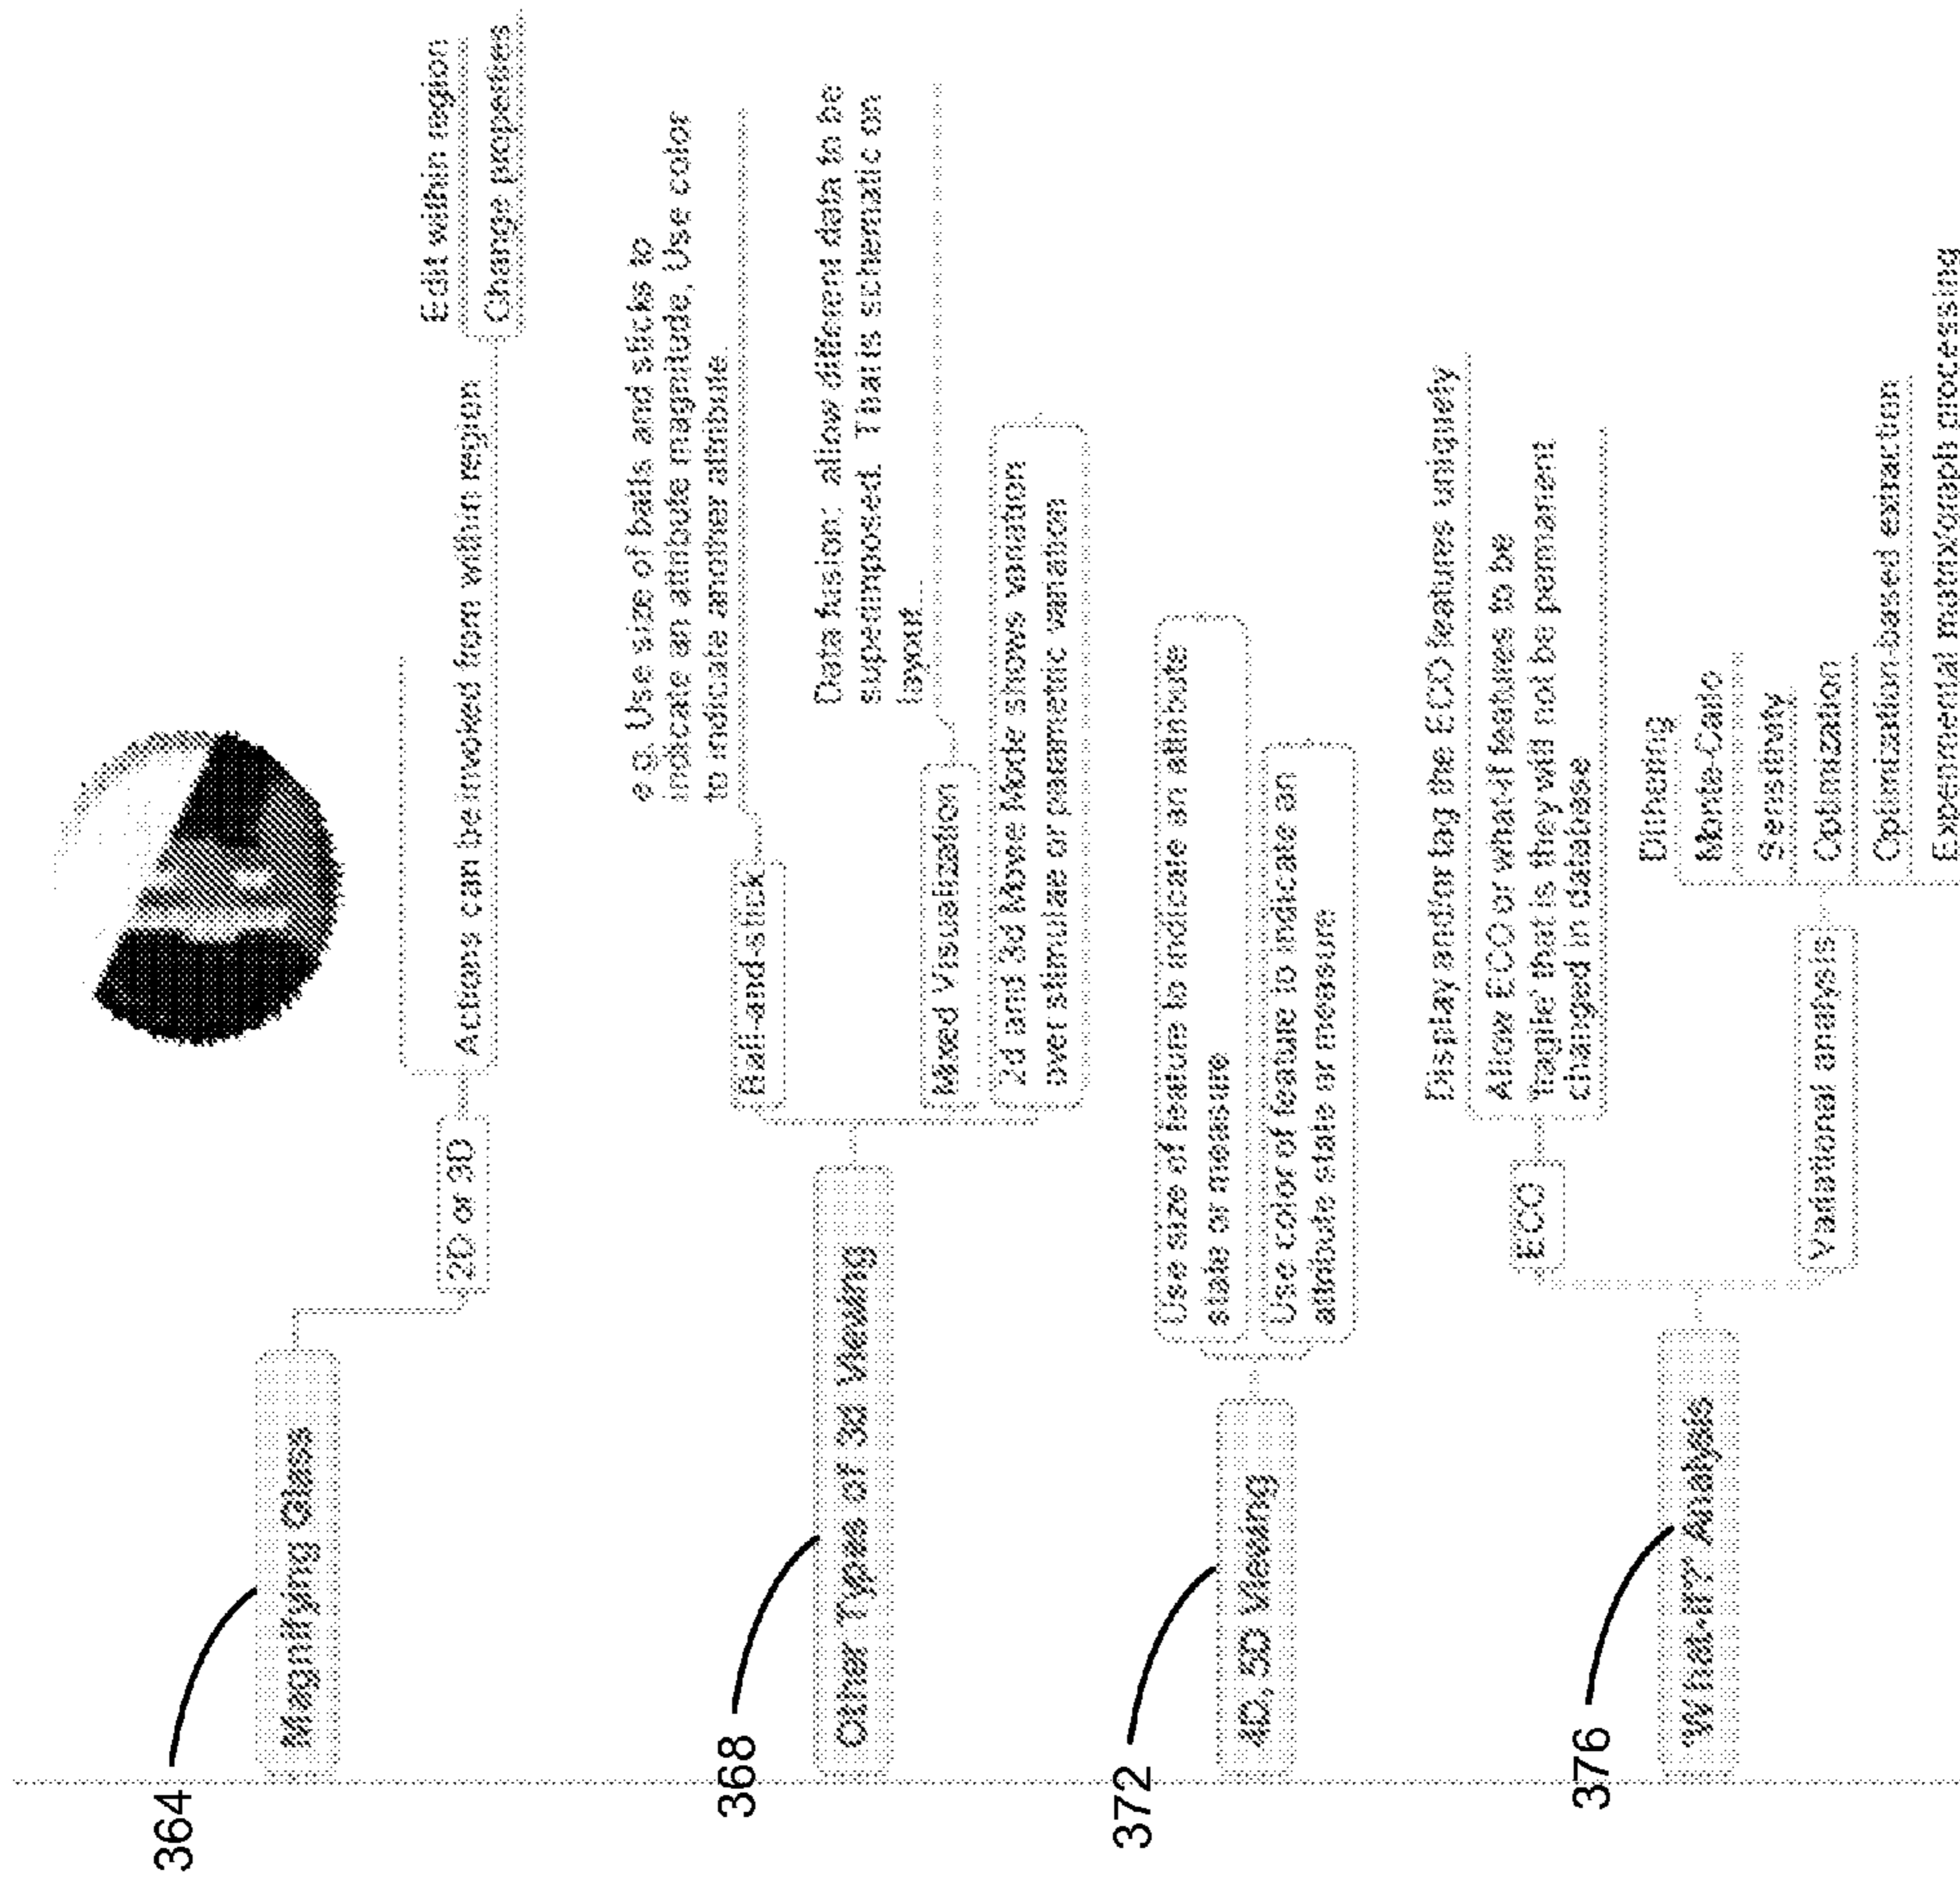 364
Magnifying Glass
2D or 3D
Actions can be invoked from within region
Edit within region
Change properties
368
Other Types of 3d Viewing
Ball-and-stick
e.g. Use size of balls and sticks to
indicate an attribute magnitude, Use color
to indicate another attribute.
Mixed Visualization
Data fusion: allow different data to be
superimposed. That is schematic on
layout...
2d and 3d Move Mode shows variation
over stimulae or parametric variation
372
4D, 5D Viewing
Use size of feature to indicate an attribute
state or measure
Use color of feature to indicate an
attribute state or measure
376
"What-if?" Analysis
ECO
Display and/or tag the ECO features uniquely
Allow ECO or what-if features to be
'fragile' that is they will not be permanent
changed in database
Variational analysis
Dithering
Monte-Calo
Sensitivity
Optimization
Optimization-based extraction
Experimental matrix/graph processing